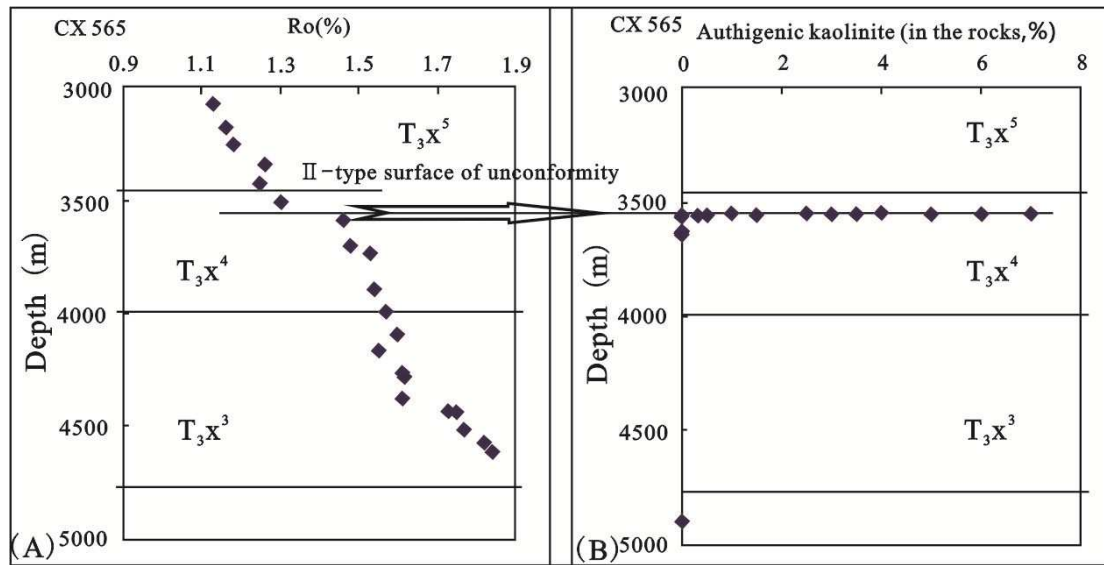 CX 565
Ro(%)
0.9 1.1 1.3 1.5 1.7 1.9
3000
3500
4000
4500
5000
Depth (m)
T₃x⁵
Ⅱ-type surface of unconformity
T₃x⁴
T₃x³
(A)
CX 565
Authigenic kaolinite (in the rocks,%)
0 2 4 6 8
3000
3500
4000
4500
5000
Depth (m)
T₃x⁵
T₃x⁴
T₃x³
(B)